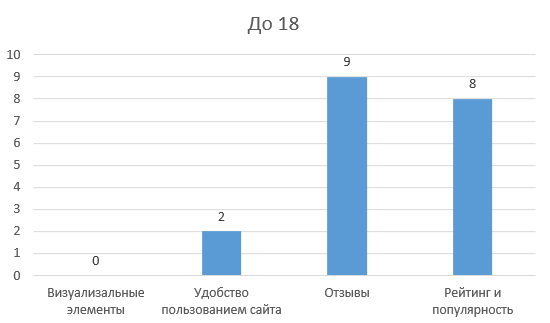 До 18
10
9
8
7
6
5
4
3
2
1
0
0
2
9
8
Визуализальные
элементы
Удобство
пользованием сайта
Отзывы
Рейтинг и
популярность